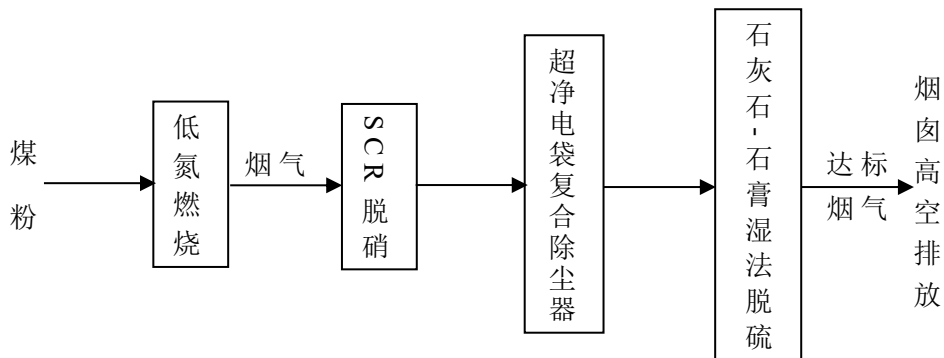 煤粉
低氮燃烧
烟气
SCR脱硝
超净电袋复合除尘器
石灰石-石膏湿法脱硫
达标
烟气
烟囱高空排放